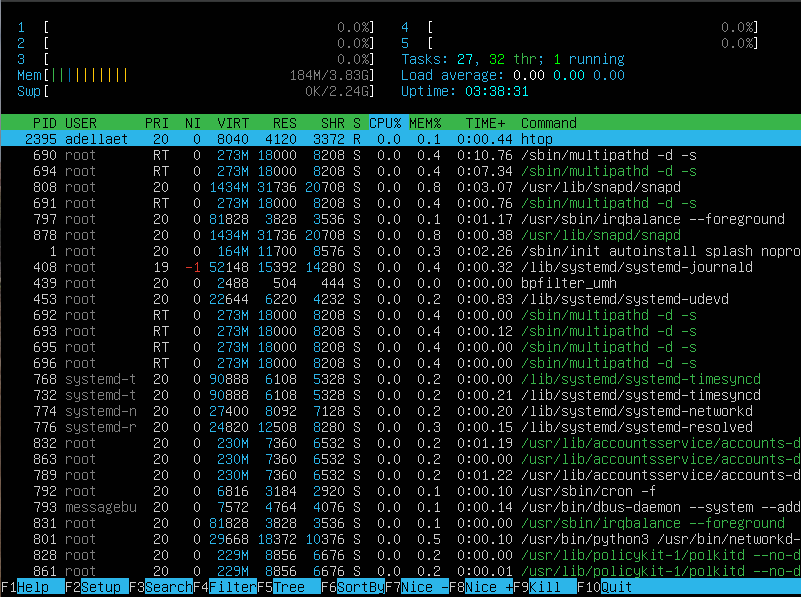 1 [ 0.0%] 4 [ 0.0%]
2 [ 0.0%] 5 [ 0.0%]
3 [ 0.0%] Tasks: 27, 32 thr; 1 running
Mem[|||||||||| 184M/3.83G] Load average: 0.00 0.00 0.00
Swp[ 0K/2.24G] Uptime: 03:38:31
PID USER PRI NI VIRT RES SHR S CPU% MEM% TIME+ Command
2395 adellaet 20 0 8040 4120 3372 R 0.0 0.1 0:00.44 htop
690 root RT 0 273M 18000 8208 S 0.0 0.4 0:10.76 /sbin/multipathd -d -s
694 root RT 0 273M 18000 8208 S 0.0 0.4 0:07.34 /sbin/multipathd -d -s
808 root 20 0 1434M 31736 20708 S 0.0 0.8 0:03.07 /usr/lib/snapd/snapd
691 root RT 0 273M 18000 8208 S 0.0 0.4 0:00.76 /sbin/multipathd -d -s
797 root 20 0 81828 3828 3536 S 0.0 0.1 0:01.17 /usr/sbin/irqbalance --foreground
878 root 20 0 1434M 31736 20708 S 0.0 0.8 0:00.38 /usr/lib/snapd/snapd
1 root 20 0 164M 11700 8576 S 0.0 0.3 0:02.26 /sbin/init autoinstall splash nopro
408 root 19 -1 52148 15392 14280 S 0.0 0.4 0:00.32 /lib/systemd/systemd-journald
439 root 20 0 2488 504 444 S 0.0 0.0 0:00.00 bpfilter_umh
453 root 20 0 22644 6220 4232 S 0.0 0.2 0:00.83 /lib/systemd/systemd-udevd
692 root RT 0 273M 18000 8208 S 0.0 0.4 0:00.00 /sbin/multipathd -d -s
693 root RT 0 273M 18000 8208 S 0.0 0.4 0:00.12 /sbin/multipathd -d -s
695 root RT 0 273M 18000 8208 S 0.0 0.4 0:00.00 /sbin/multipathd -d -s
696 root RT 0 273M 18000 8208 S 0.0 0.4 0:00.00 /sbin/multipathd -d -s
768 systemd-t 20 0 90888 6108 5328 S 0.0 0.2 0:00.00 /lib/systemd/systemd-timesyncd
732 systemd-t 20 0 90888 6108 5328 S 0.0 0.2 0:00.21 /lib/systemd/systemd-timesyncd
774 systemd-n 20 0 27400 8092 7128 S 0.0 0.2 0:00.20 /lib/systemd/systemd-networkd
776 systemd-r 20 0 24820 12508 8280 S 0.0 0.3 0:00.15 /lib/systemd/systemd-resolved
832 root 20 0 230M 7360 6532 S 0.0 0.2 0:01.19 /usr/lib/accountsservice/accounts-d
863 root 20 0 230M 7360 6532 S 0.0 0.2 0:00.00 /usr/lib/accountsservice/accounts-d
789 root 20 0 230M 7360 6532 S 0.0 0.2 0:01.22 /usr/lib/accountsservice/accounts-d
792 root 20 0 6816 3184 2920 S 0.0 0.1 0:00.10 /usr/sbin/cron -f
793 messagebu 20 0 7572 4764 4076 S 0.0 0.1 0:00.14 /usr/bin/dbus-daemon --system --add
831 root 20 0 81828 3828 3536 S 0.0 0.1 0:00.00 /usr/sbin/irqbalance --foreground
801 root 20 0 29668 18372 10376 S 0.0 0.5 0:00.10 /usr/bin/python3 /usr/bin/networkd-
828 root 20 0 229M 8856 6676 S 0.0 0.2 0:00.00 /usr/lib/policykit-1/polkitd --no-d
861 root 20 0 229M 8856 6676 S 0.0 0.2 0:00.01 /usr/lib/policykit-1/polkitd --no-d
F1Help F2Setup F3SearchF4FilterF5Tree F6SortByF7Nice -F8Nice +F9Kill F10Quit